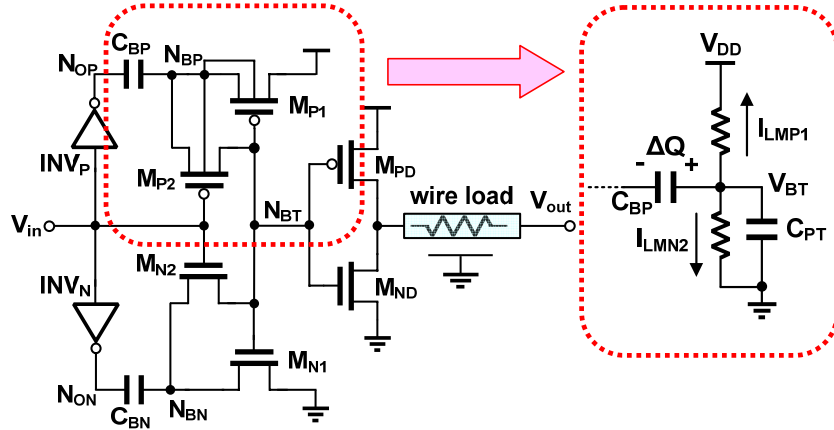 C_BP
N_BP
N_OP
M_P1
INV_P
M_P2
M_PD
N_BT
wire load
V_out
V_in
M_N2
INV_N
M_ND
M_N1
N_ON
C_BN
N_BN
V_DD
I_LMP1
- ΔQ +
V_BT
C_BP
I_LMN2
C_PT